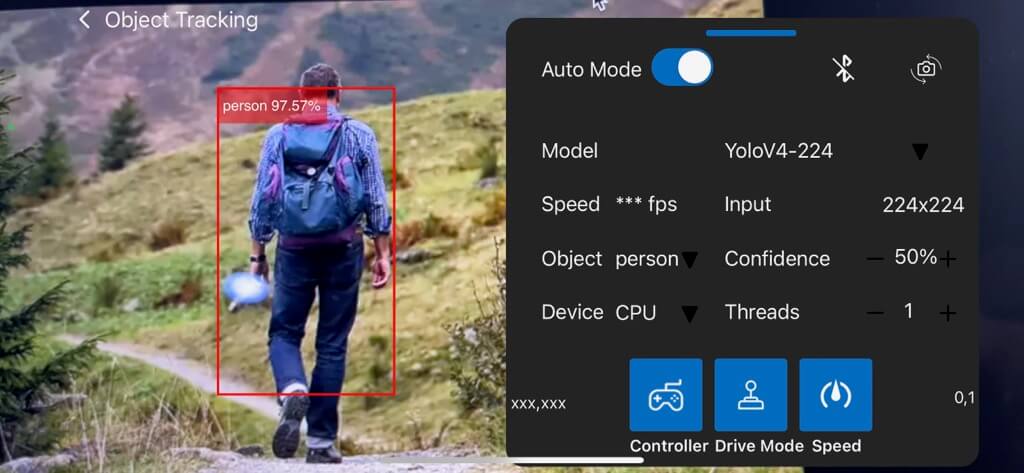 Object Tracking
person 97.57%
Auto Mode
Model YoloV4-224
Speed *** fps Input 224x224
Object person Confidence 50%
Device CPU Threads 1
xxx,xxx 0,1
Controller Drive Mode Speed